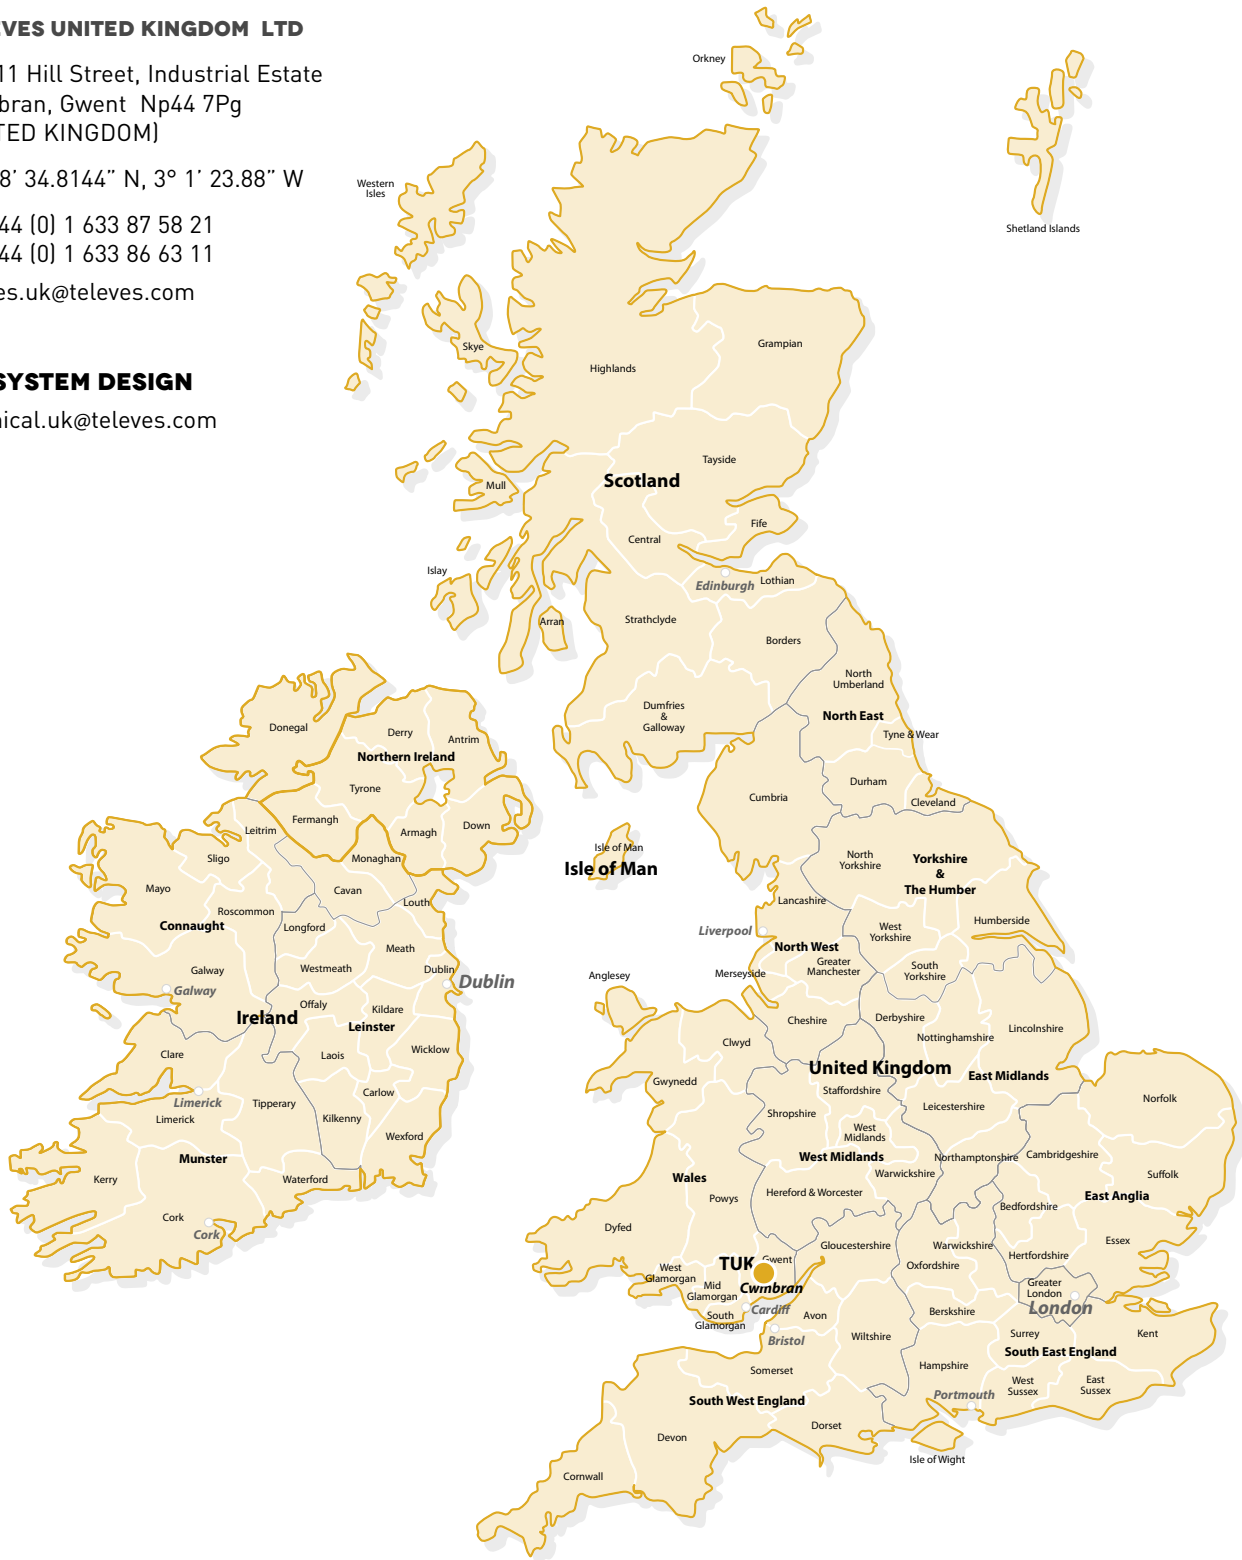 EVES UNITED KINGDOM LTD
11 Hill Street, Industrial Estate
bran, Gwent Np44 7Pg
TED KINGDOM)
8’ 34.8144” N, 3° 1’ 23.88” W
44 (0) 1 633 87 58 21
44 (0) 1 633 86 63 11
es.uk@televes.com
SYSTEM DESIGN
ical.uk@televes.com
Orkney
Shetland Islands
Western
Isles
Skye
Highlands
Grampian
Tayside
Scotland
Mull
Fife
Central
Islay
Edinburgh
Lothian
Arran
Strathclyde
Borders
Dumfries
&
Galloway
North
Umberland
North East
Tyne & Wear
Durham
Cleveland
Cumbria
Donegal
Derry
Antrim
Northern Ireland
Tyrone
Fermangh
Armagh
Down
Leitrim
Monaghan
Sligo
Cavan
Mayo
Louth
Roscommon
Connaught
Longford
Meath
Galway
Westmeath
Dublin
Dublin
Galway
Offaly
Kildare
Ireland
Leinster
Clare
Laois
Wicklow
Carlow
Limerick
Limerick
Tipperary
Kilkenny
Wexford
Munster
Kerry
Waterford
Cork
Cork
Isle of Man
Isle of Man
North
Yorkshire
Yorkshire
&
The Humber
Lancashire
Humberside
West
Yorkshire
Liverpool
North West
Greater
Manchester
South
Yorkshire
Merseyside
Anglesey
Cheshire
Derbyshire
Lincolnshire
Nottinghamshire
Clwyd
United Kingdom
East Midlands
Gwynedd
Staffordshire
Norfolk
Shropshire
Leicestershire
West
Midlands
West Midlands
Northamptonshire
Cambridgeshire
Warwickshire
Suffolk
Wales
Hereford & Worcester
East Anglia
Powys
Bedfordshire
Dyfed
Gloucestershire
Warwickshire
Essex
Hertfordshire
Oxfordshire
TUK
Gwent
West
Glamorgan
Mid
Glamorgan
Cwmbran
Greater
London
London
Cardiff
South
Glamorgan
Avon
Berskshire
Bristol
Wiltshire
Surrey
Kent
South East England
Hampshire
Somerset
West
Sussex
East
Sussex
South West England
Portmouth
Dorset
Devon
Isle of Wight
Cornwall